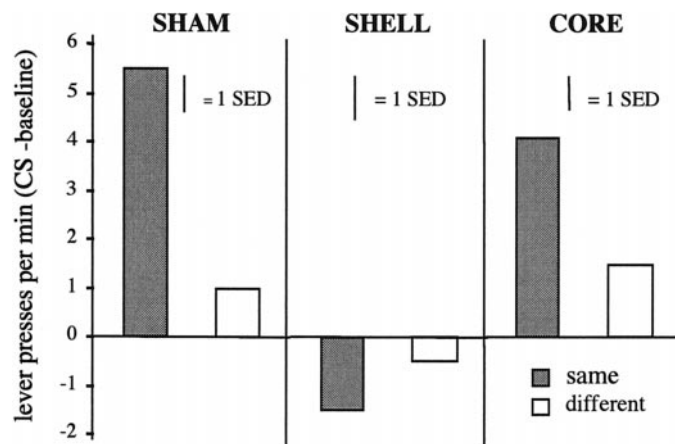 SHAM SHELL CORE
lever presses per min (CS -baseline)
6
5
4
3
2
1
0
-1
-2
= 1 SED
= 1 SED
= 1 SED
same
different